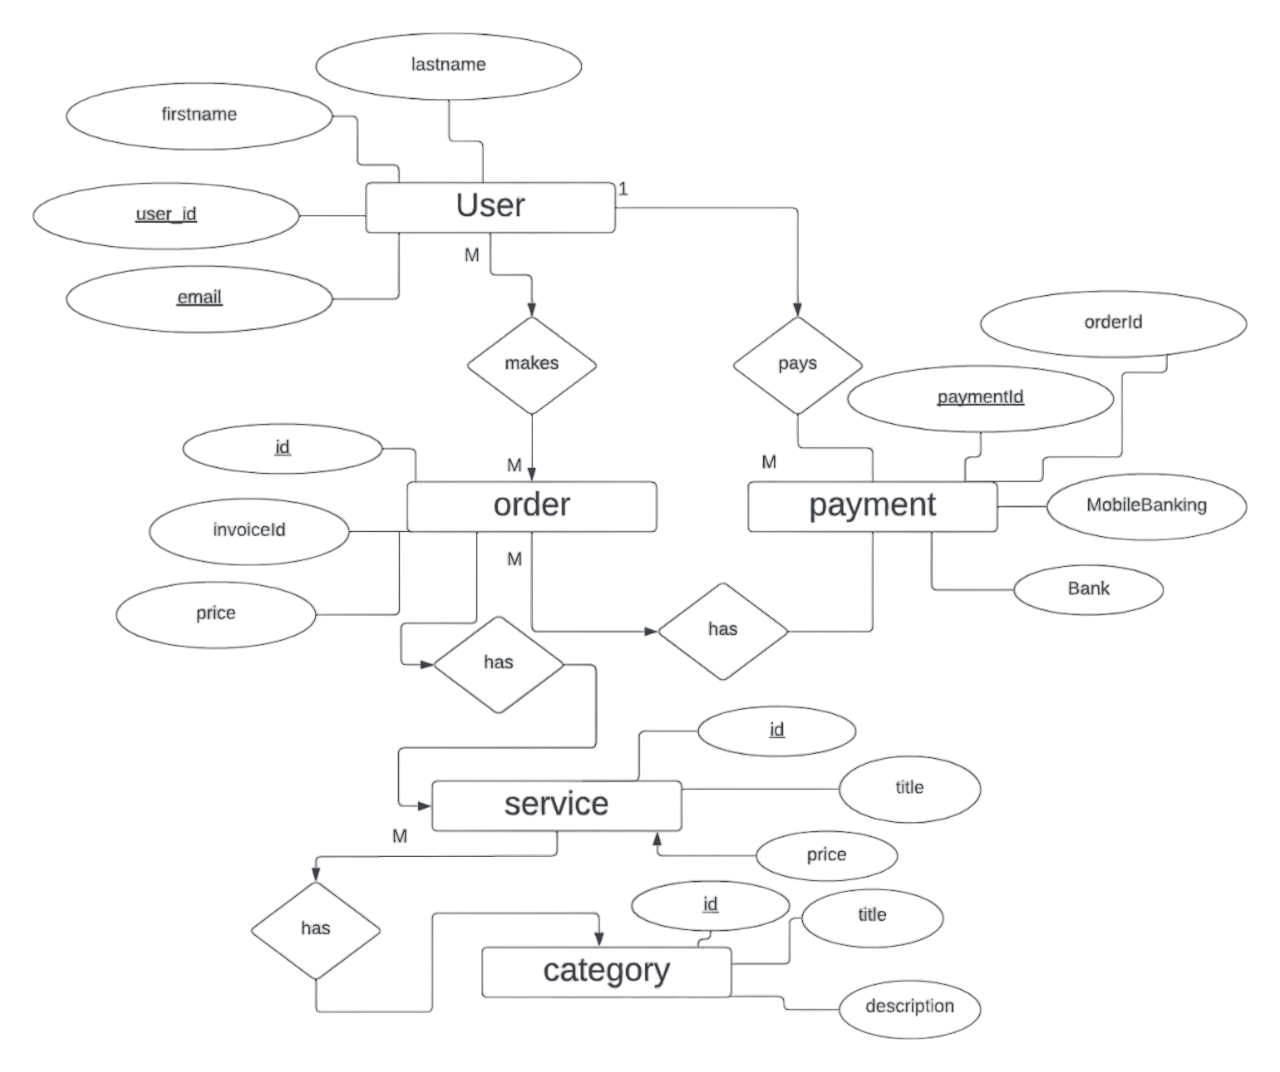 lastname
firstname
User
1
user_id
M
email
makes
pays
orderId
paymentId
id
M
M
order
payment
MobileBanking
invoiceId
M
Bank
price
has
has
id
title
service
M
price
id
title
has
category
description